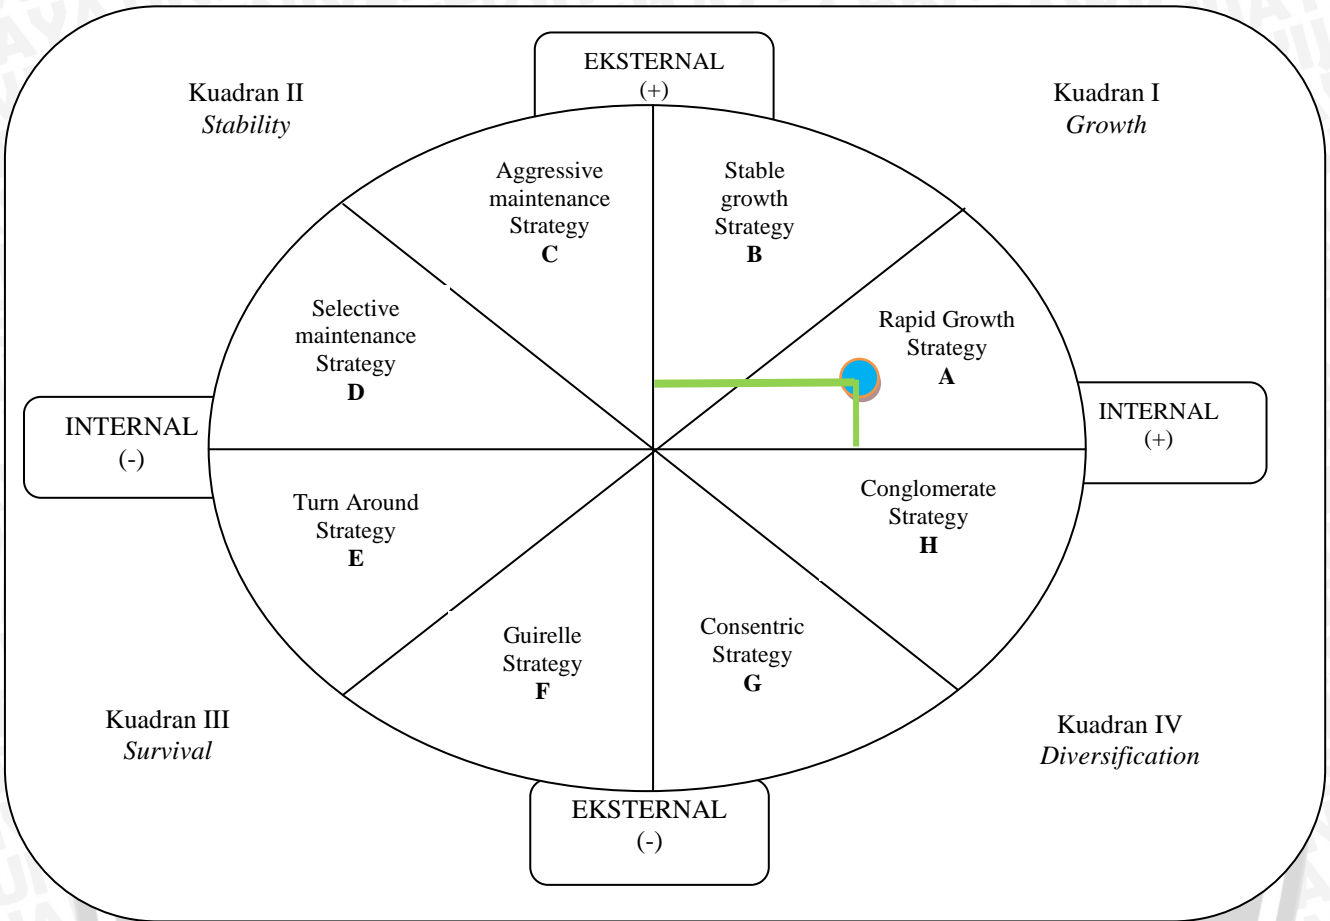 EKSTERNAL
(+)
Kuadran II
Stability
Kuadran I
Growth
Aggressive
maintenance
Strategy
C
Stable
growth
Strategy
B
Selective
maintenance
Strategy
D
Rapid Growth
Strategy
A
INTERNAL
(-)
INTERNAL
(+)
Turn Around
Strategy
E
Conglomerate
Strategy
H
Guirelle
Strategy
F
Consentric
Strategy
G
Kuadran III
Survival
Kuadran IV
Diversification
EKSTERNAL
(-)